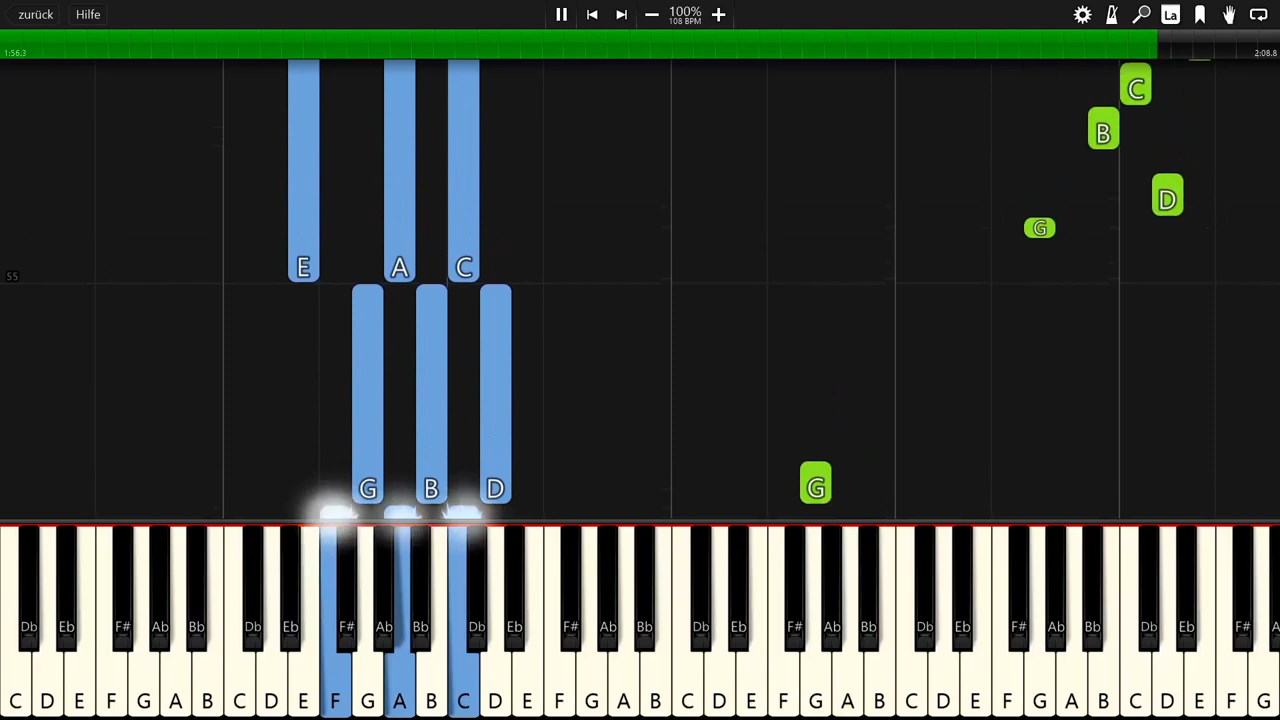 zurück Hilfe 100% La
108 BPM
1:56.3 2:08.8
C
B
D
G
E A C
55
G B D G
Db Eb F# Ab Bb Db Eb F# Ab Bb Db Eb F# Ab Bb Db Eb F# Ab Bb Db Eb F# Ab Bb Db Eb F# A
C D E F G A B C D E F G A B C D E F G A B C D E F G A B C D E F G A B C D E F G